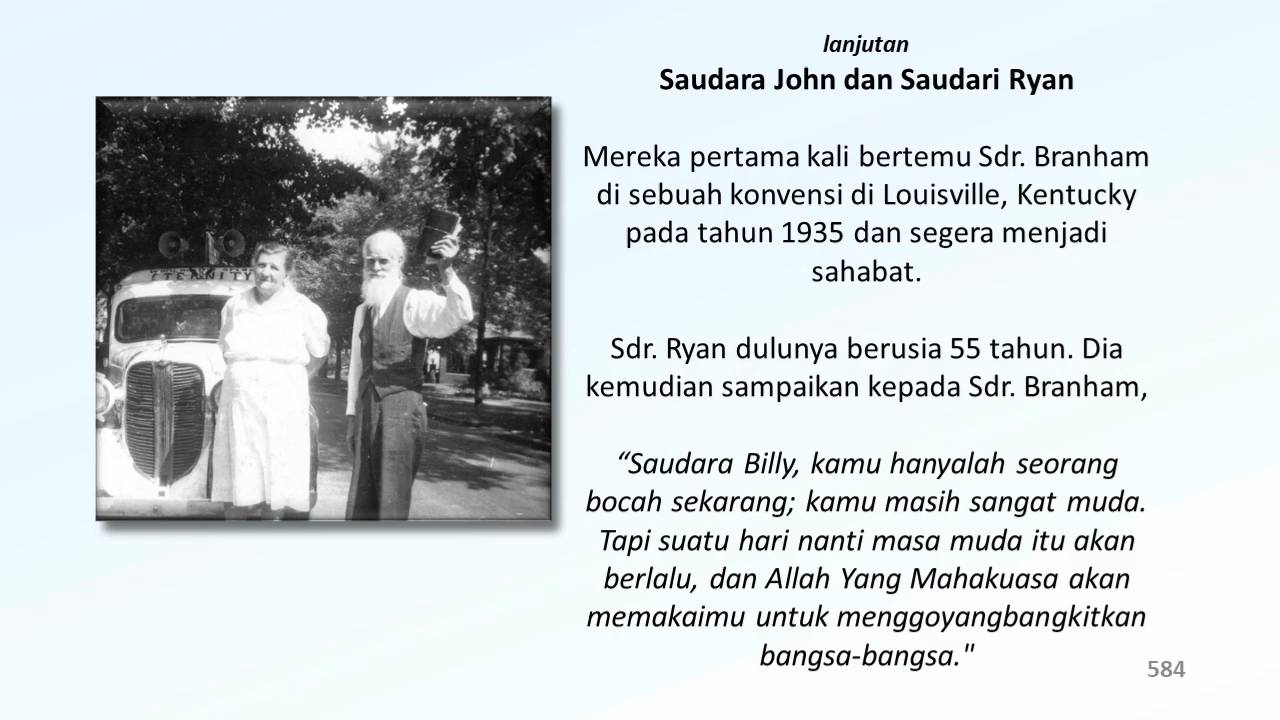 lanjutan
Saudara John dan Saudari Ryan
Mereka pertama kali bertemu Sdr. Branham
di sebuah konvensi di Louisville, Kentucky
pada tahun 1935 dan segera menjadi
sahabat.
Sdr. Ryan dulunya berusia 55 tahun. Dia
kemudian sampaikan kepada Sdr. Branham,
“Saudara Billy, kamu hanyalah seorang
bocah sekarang; kamu masih sangat muda.
Tapi suatu hari nanti masa muda itu akan
berlalu, dan Allah Yang Mahakuasa akan
memakaimu untuk menggoyangbangkitkan
bangsa-bangsa."
584
ETERNITY